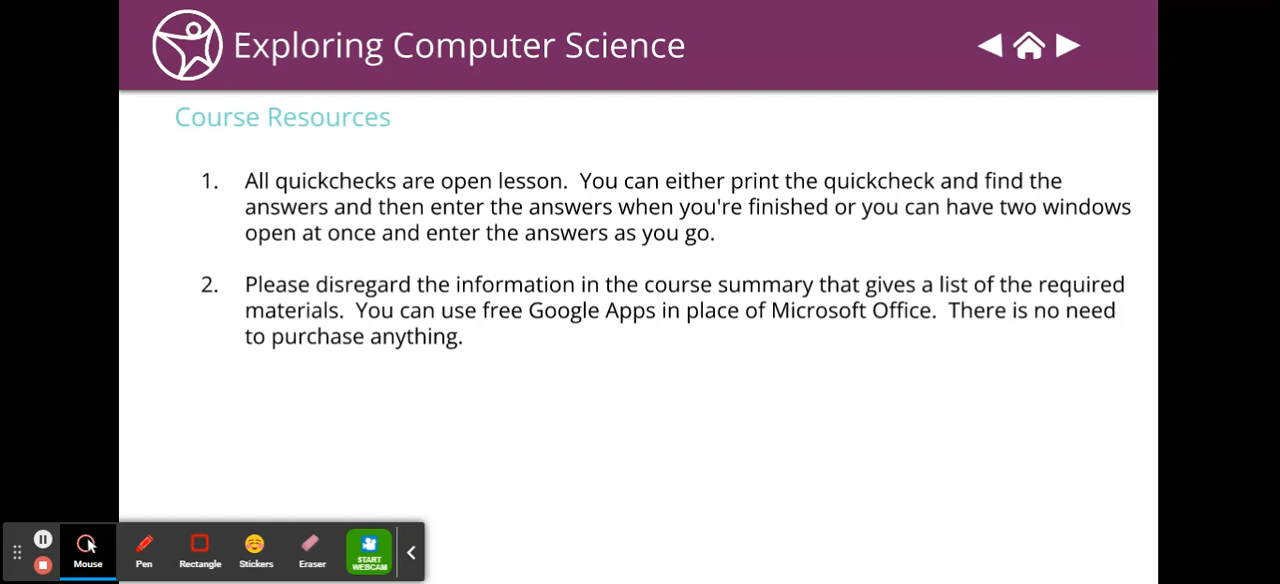 Exploring Computer Science
Course Resources
1. All quickchecks are open lesson.  You can either print the quickcheck and find the
answers and then enter the answers when you're finished or you can have two windows
open at once and enter the answers as you go.
2. Please disregard the information in the course summary that gives a list of the required
materials.  You can use free Google Apps in place of Microsoft Office.  There is no need
to purchase anything.
Mouse Pen Rectangle Stickers Eraser START
WEBCAM